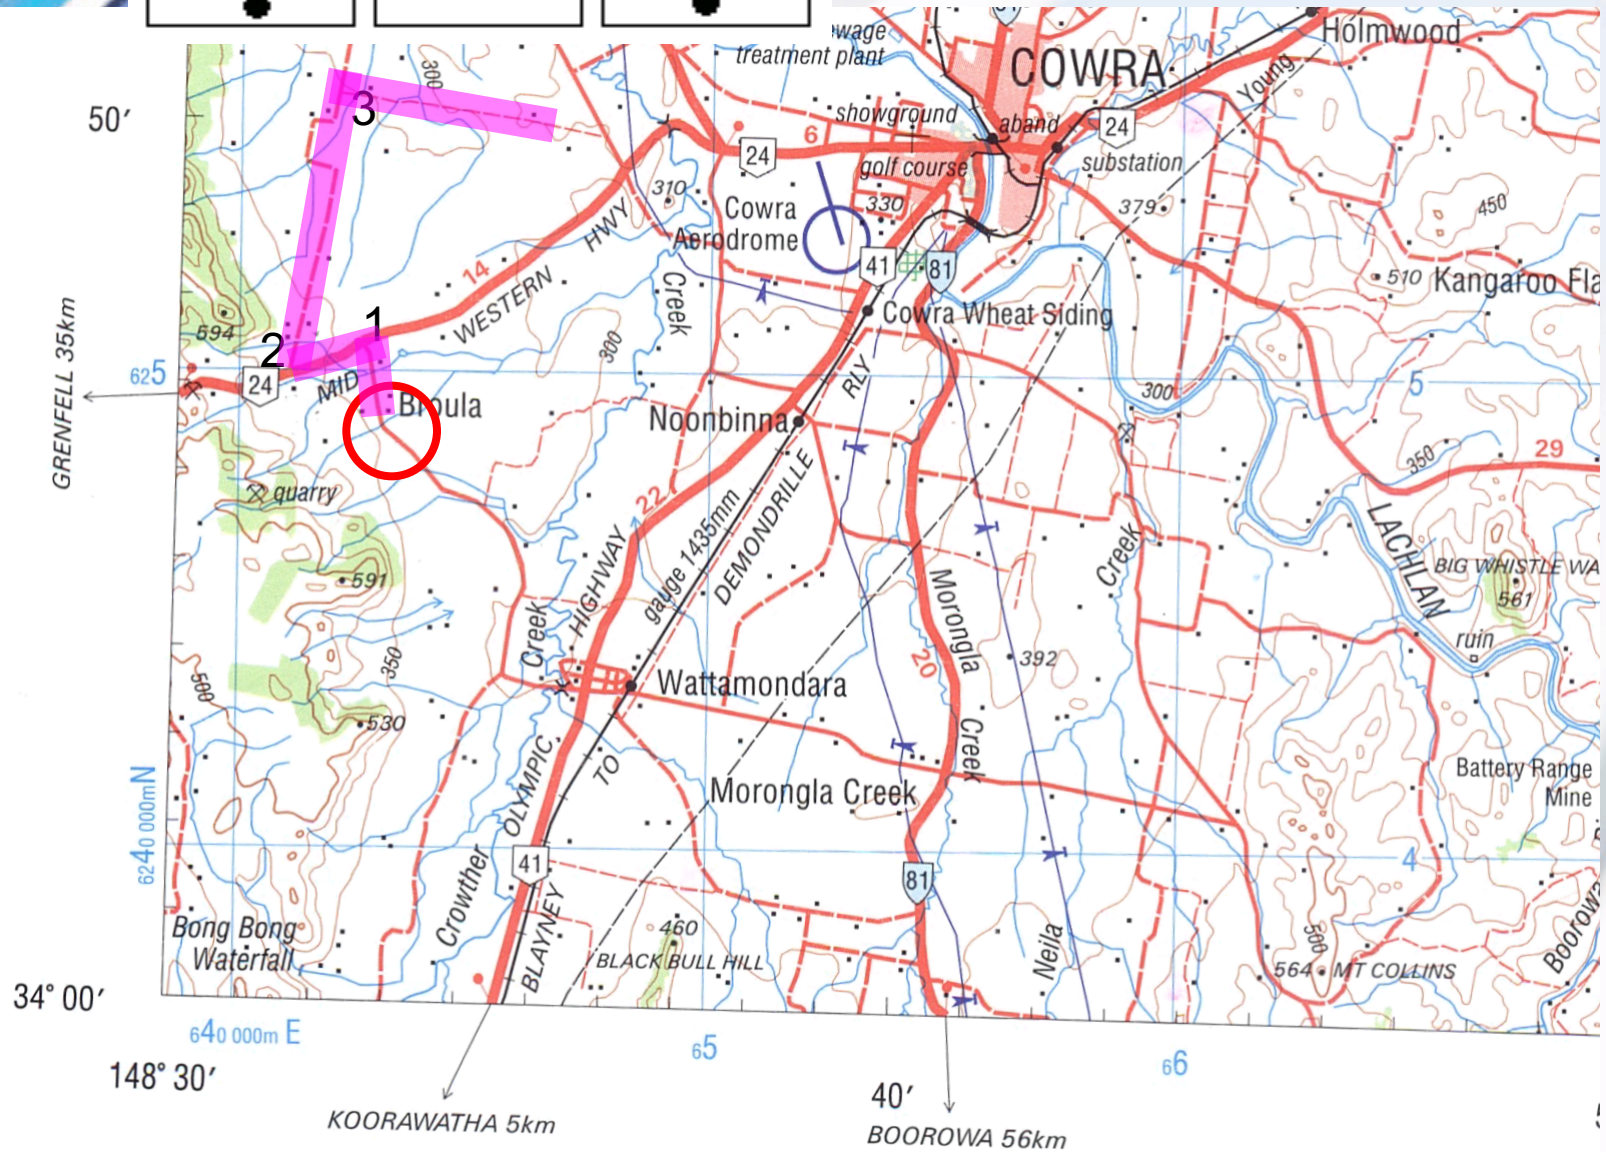 wage
treatment plant
COWRA
Holmwood
Young
50'
3
300
showground
aband
24
6
24
golf course
substation
310
Cowra
Aerodrome
330
379
450
HWY
14
WESTERN
Creek
41
81
510
Kangaroo Fla
594
1
2
Cowra Wheat Siding
300
GRENFELL 35km
625
24
MID
Broula
RLY
300
5
Noonbinna
quarry
22
350
29
HIGHWAY
gauge 1435mm
DEMONDRILLE
Creek
LACHLAN
591
BIG WHISTLE WA
561
Creek
Morongla
350
500
ruin
392
20
Wattamondara
530
Creek
OLYMPIC
TO
Morongla Creek
Battery Range
Mine
6240 000mN
41
81
4
Crowther
BLAYNEY
Bong Bong
Waterfall
460
BLACK BULL HILL
Neila
500
564
MT COLLINS
Boorowa
34° 00'
640 000m E
65
66
148° 30'
40'
KOORAWATHA 5km
BOOROWA 56km